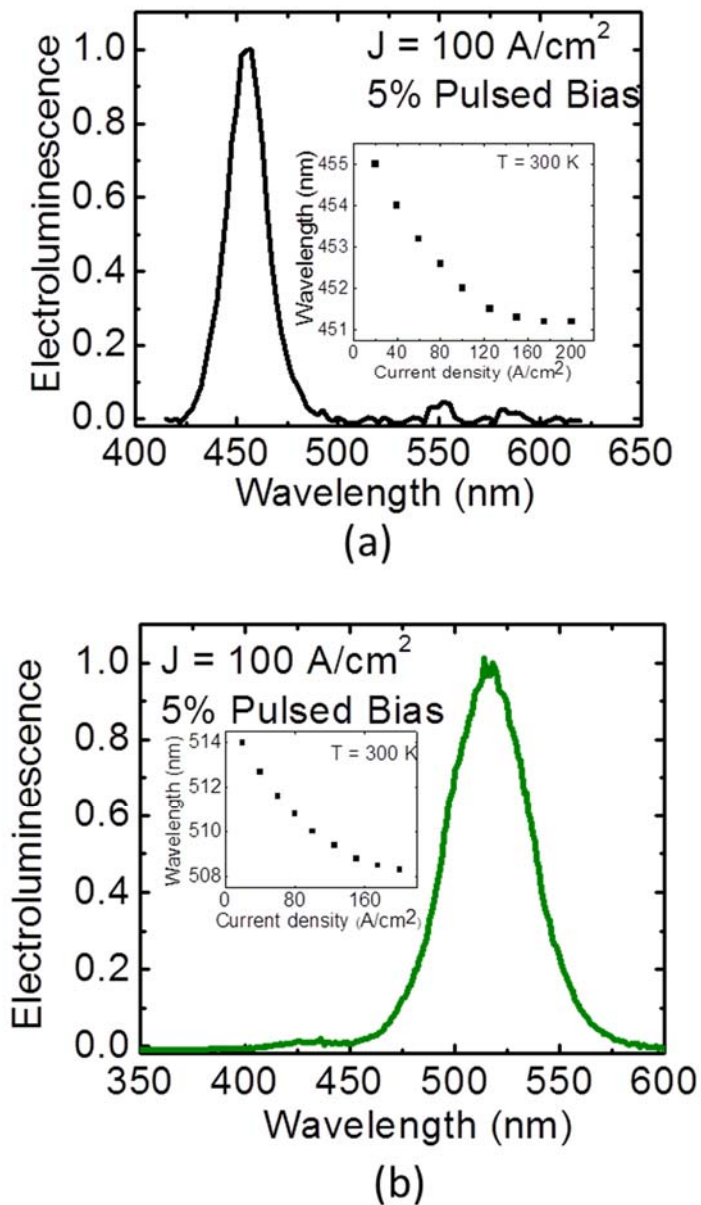 J = 100 A/cm²
5% Pulsed Bias
Electroluminescence
1.0
0.8
0.6
0.4
0.2
0.0
T = 300 K
Wavelength (nm)
455
454
453
452
451
0 40 80 120 160 200
Current density (A/cm²)
400 450 500 550 600 650
Wavelength (nm)
(a)
J = 100 A/cm²
5% Pulsed Bias
Electroluminescence
1.0
0.8
0.6
0.4
0.2
0.0
T = 300 K
Wavelength (nm)
514
512
510
508
0 80 160
Current density (A/cm²)
350 400 450 500 550 600
Wavelength (nm)
(b)